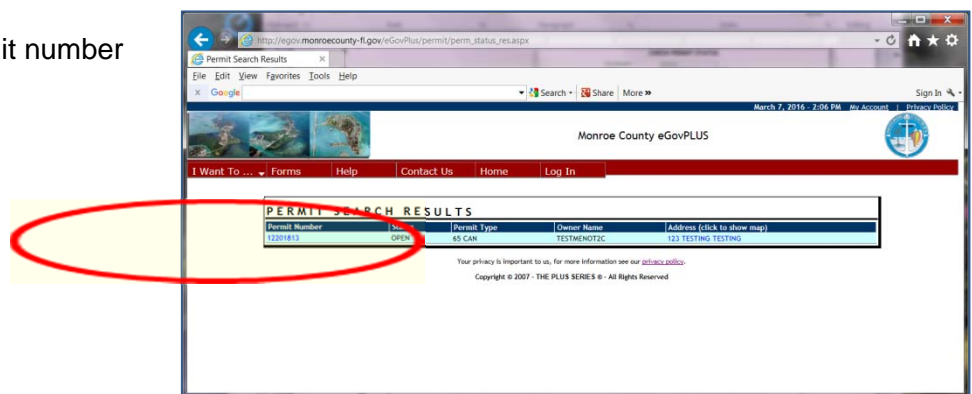 it number
http://egov.monroecounty-fl.gov/eGovPlus/permit/perm_status_res.aspx
Permit Search Results ×
File Edit View Favorites Tools Help
x Google Search Share More » Sign In
March 7, 2016 - 2:06 PM My Account | Privacy Policy
Monroe County eGovPLUS
I Want To ... Forms Help Contact Us Home Log In
PERMIT SEARCH RESULTS
Permit Number Status Permit Type Owner Name Address (click to show map)
12201813 OPEN 65 CAN TESTMENOT2C 123 TESTING TESTING
Your privacy is important to us, for more information see our privacy policy.
Copyright © 2007 - THE PLUS SERIES ® - All Rights Reserved